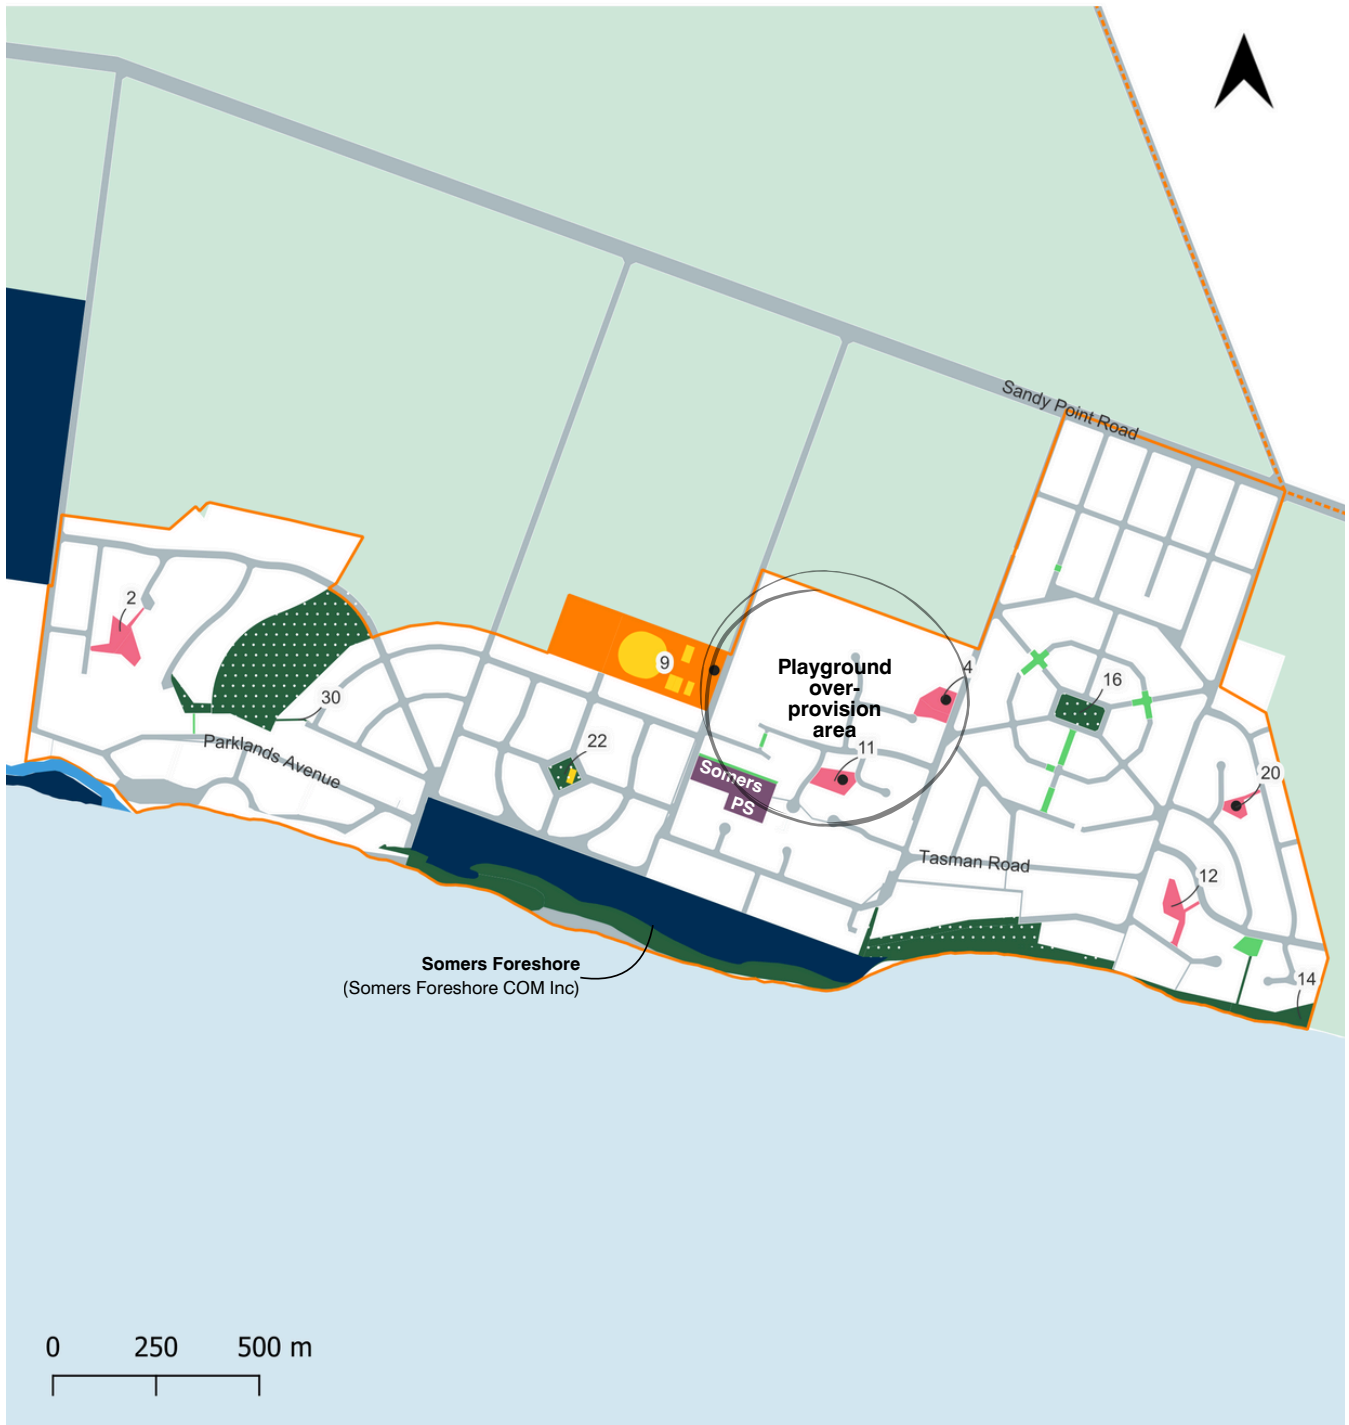 Sandy Point Road
2
9
Playground
over-
provision
area
4
16
30
22
11
Parklands Avenue
Somers
PS
20
Tasman Road
12
Somers Foreshore
(Somers Foreshore COM Inc)
14
0 250 500 m